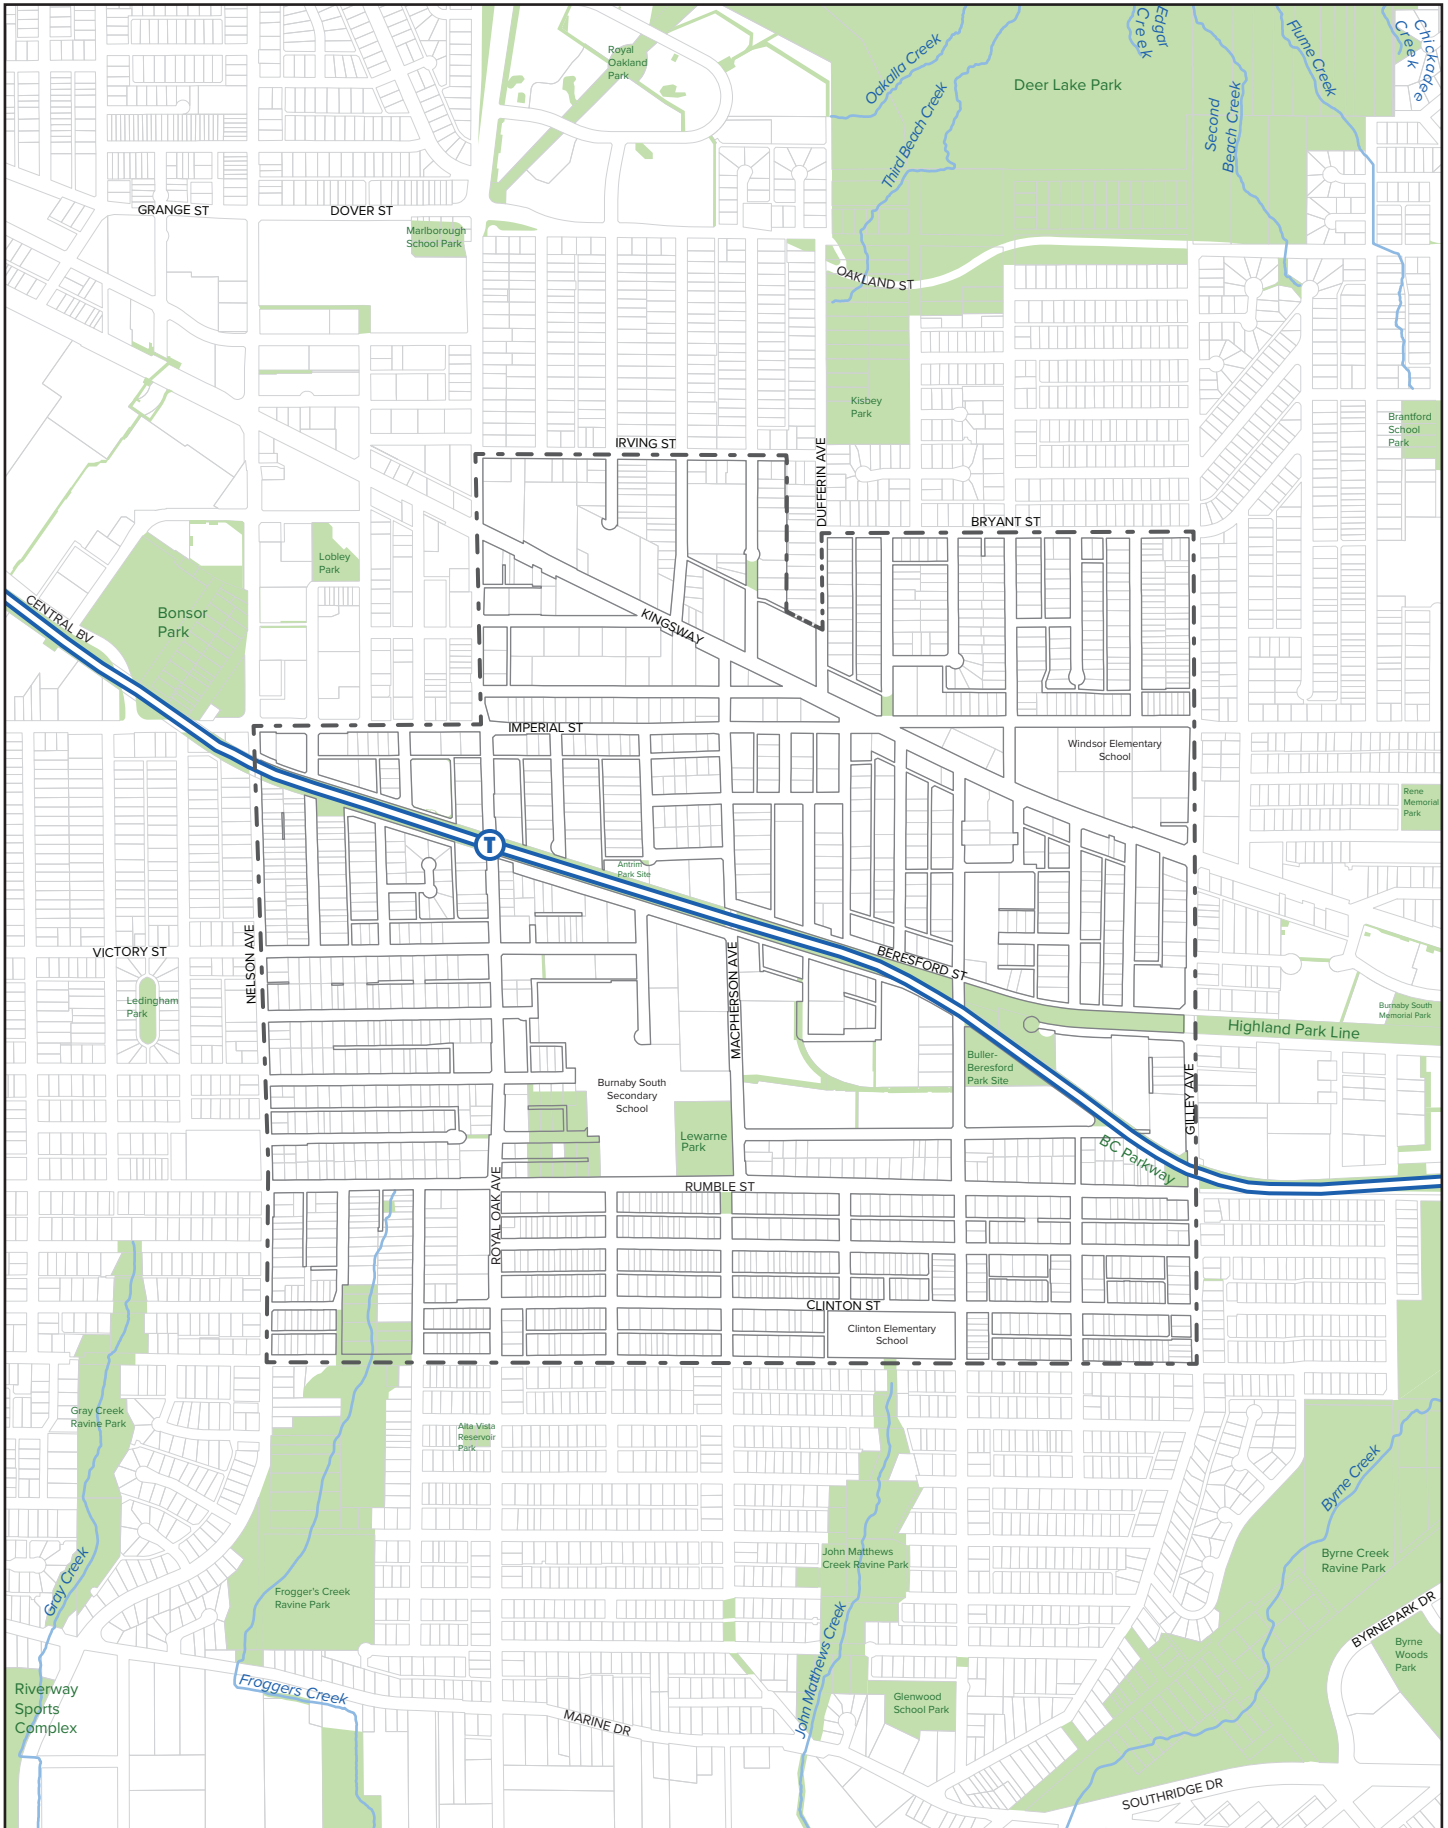 Royal
Oakland
Park
Oakalla Creek
Third Beach Creek
Edgar
Creek
Deer Lake Park
Second
Beach Creek
Flume Creek
Chickadee
Creek
GRANGE ST
DOVER ST
Marlborough
School Park
OAKLAND ST
Kisbey
Park
Brantford
School
Park
IRVING ST
DUFFERIN AVE
BRYANT ST
Lobley
Park
Bonsor
Park
CENTRAL BV
KINGSWAY
IMPERIAL ST
Windsor Elementary
School
Rene
Memorial
Park
T
Antrim
Park Site
VICTORY ST
NELSON AVE
MACPHERSON AVE
BERESFORD ST
Ledingham
Park
Burnaby South
Memorial Park
Highland Park Line
Buller-
Beresford
Park Site
Burnaby South
Secondary
School
GILLEY AVE
Lewarne
Park
BC Parkway
RUMBLE ST
ROYAL OAK AVE
CLINTON ST
Clinton Elementary
School
Gray Creek
Ravine Park
Alta Vista
Reservoir
Park
Byrne Creek
John Matthews
Creek Ravine Park
Byrne Creek
Ravine Park
Gray Creek
Frogger's Creek
Ravine Park
John Matthews Creek
BYRNEPARK DR
Byrne
Woods
Park
Riverway
Sports
Complex
Froggers Creek
Glenwood
School Park
MARINE DR
SOUTHRIDGE DR